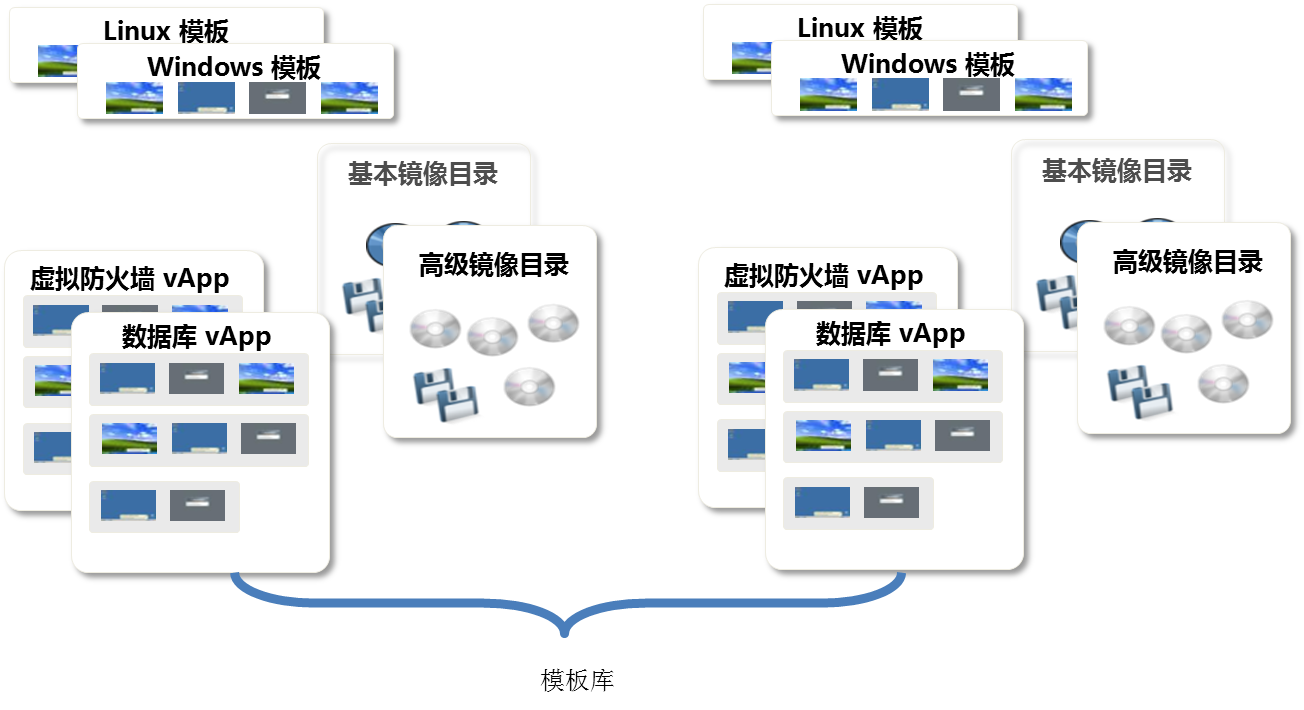 Linux 模板
Windows 模板
基本镜像目录
高级镜像目录
虚拟防火墙 vApp
数据库 vApp
Linux 模板
Windows 模板
基本镜像目录
高级镜像目录
虚拟防火墙 vApp
数据库 vApp
模板库